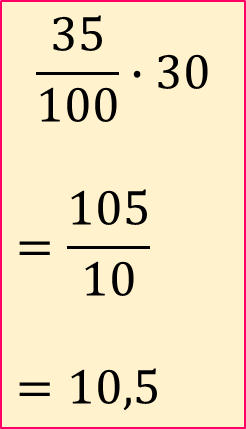 35/100 · 30
= 105/10
= 10,5